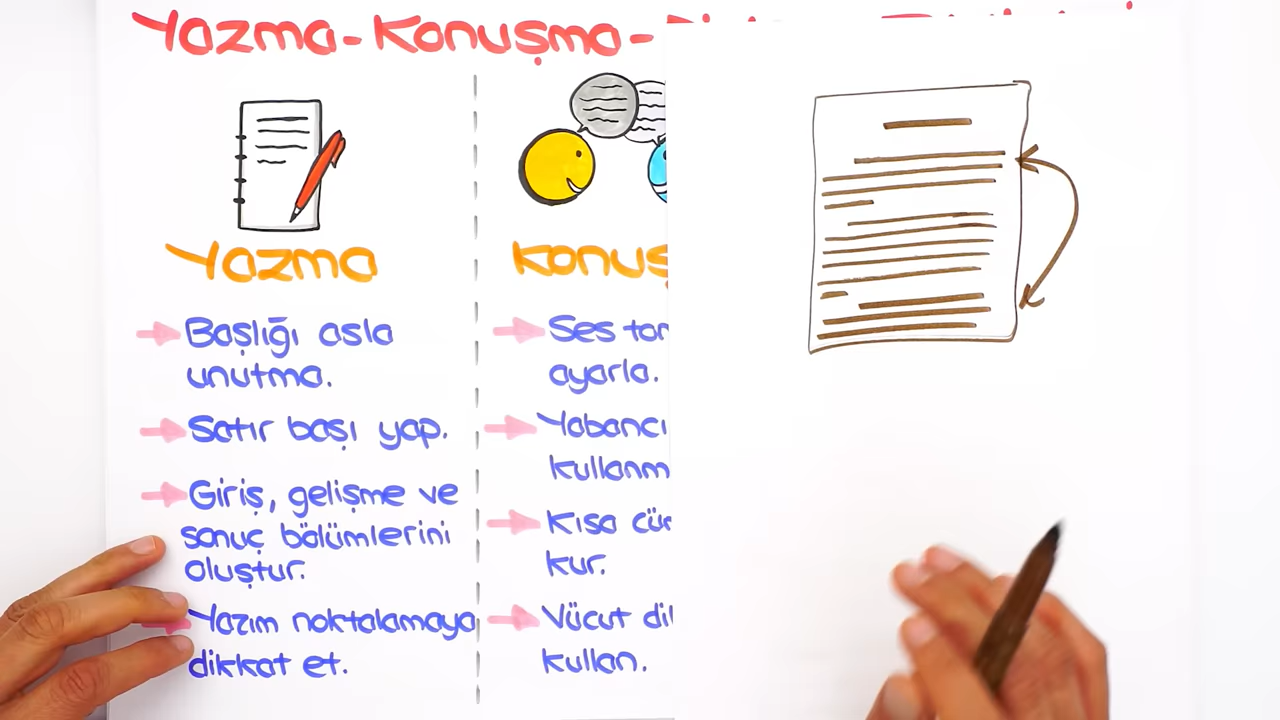 Yazma-Konuşma-
Yazma
Başlığı asla
unutma.
Satır başı yap.
Giriş, gelişme ve
sonuç bölümlerini
oluştur.
Yazım noktalamaya
dikkat et.
Konuş
Ses ton
ayarla.
Yabancı
kullanm
Kısa cüm
kur.
Vücut dil
kullan.